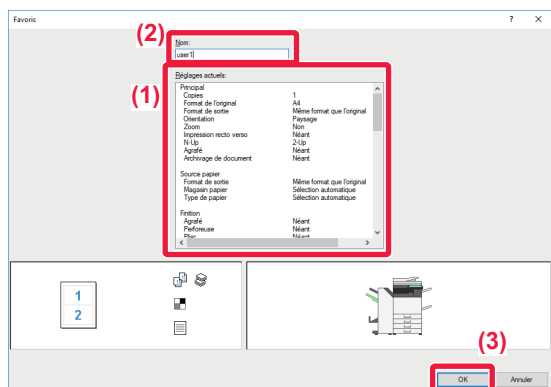 Favoris
? ×
(2)
Nom:
user1
(1)
Réglages actuels:
Principal
Copies 1
Format de l'original A4
Format de sortie Même format que l'original
Orientation Paysage
Zoom Non
Impression recto verso Néant
N-Up 2-Up
Agrafé Néant
Archivage de document Néant
Source papier
Format de sortie Même format que l'original
Magasin papier Sélection automatique
Type de papier Sélection automatique
Finition
Agrafé Néant
Perforeuse Néant
Plier Néant
1
2
(3)
OK Annuler